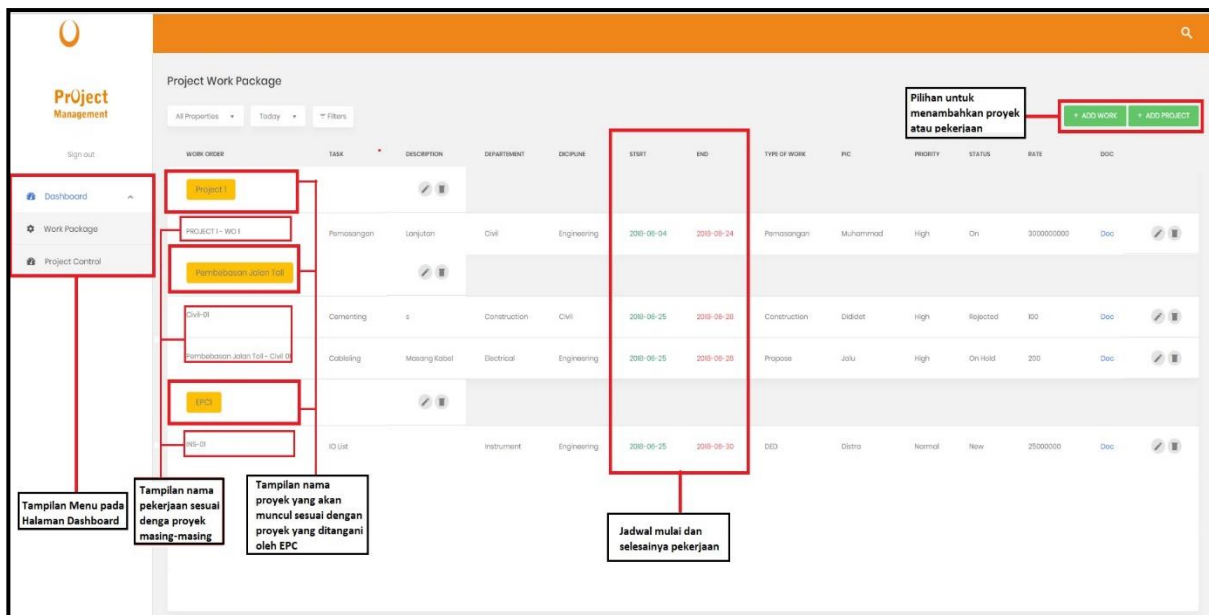 PrOject
Management
Sign out
Dashboard
Work Package
Project Control
Project Work Package
All Properties Today Filters
Pilihan untuk
menambahkan proyek
atau pekerjaan
+ ADD WORK + ADD PROJECT
WORK ORDER TASK DESCRIPTION DEPARTEMENT DICIPLINE START END TYPE OF WORK PIC PRIORITY STATUS RATE DOC
Project 1
PROJECT 1 - WO 1 Pemasangan Lanjutan Civil Engineering 2018-06-04 2018-06-24 Pemasangan Muhammad High On 3000000000 Doc
Pembebasan Jalan Toll
Civil-01 Cementing s Construction Civil 2018-06-25 2018-06-28 Construction Dididot High Rejected 100 Doc
Pembebasan Jalan Toll - Civil 01 Cableling Masang Kabel Electrical Engineering 2018-06-25 2018-06-28 Propose Jalu High On Hold 200 Doc
EPC1
INS-01 IO List Instrument Engineering 2018-06-25 2018-06-30 DED Distro Normal New 25000000 Doc
Tampilan Menu pada
Halaman Dashboard
Tampilan nama
pekerjaan sesuai
denga proyek
masing-masing
Tampilan nama
proyek yang akan
muncul sesuai dengan
proyek yang ditangani
oleh EPC
Jadwal mulai dan
selesainya pekerjaan